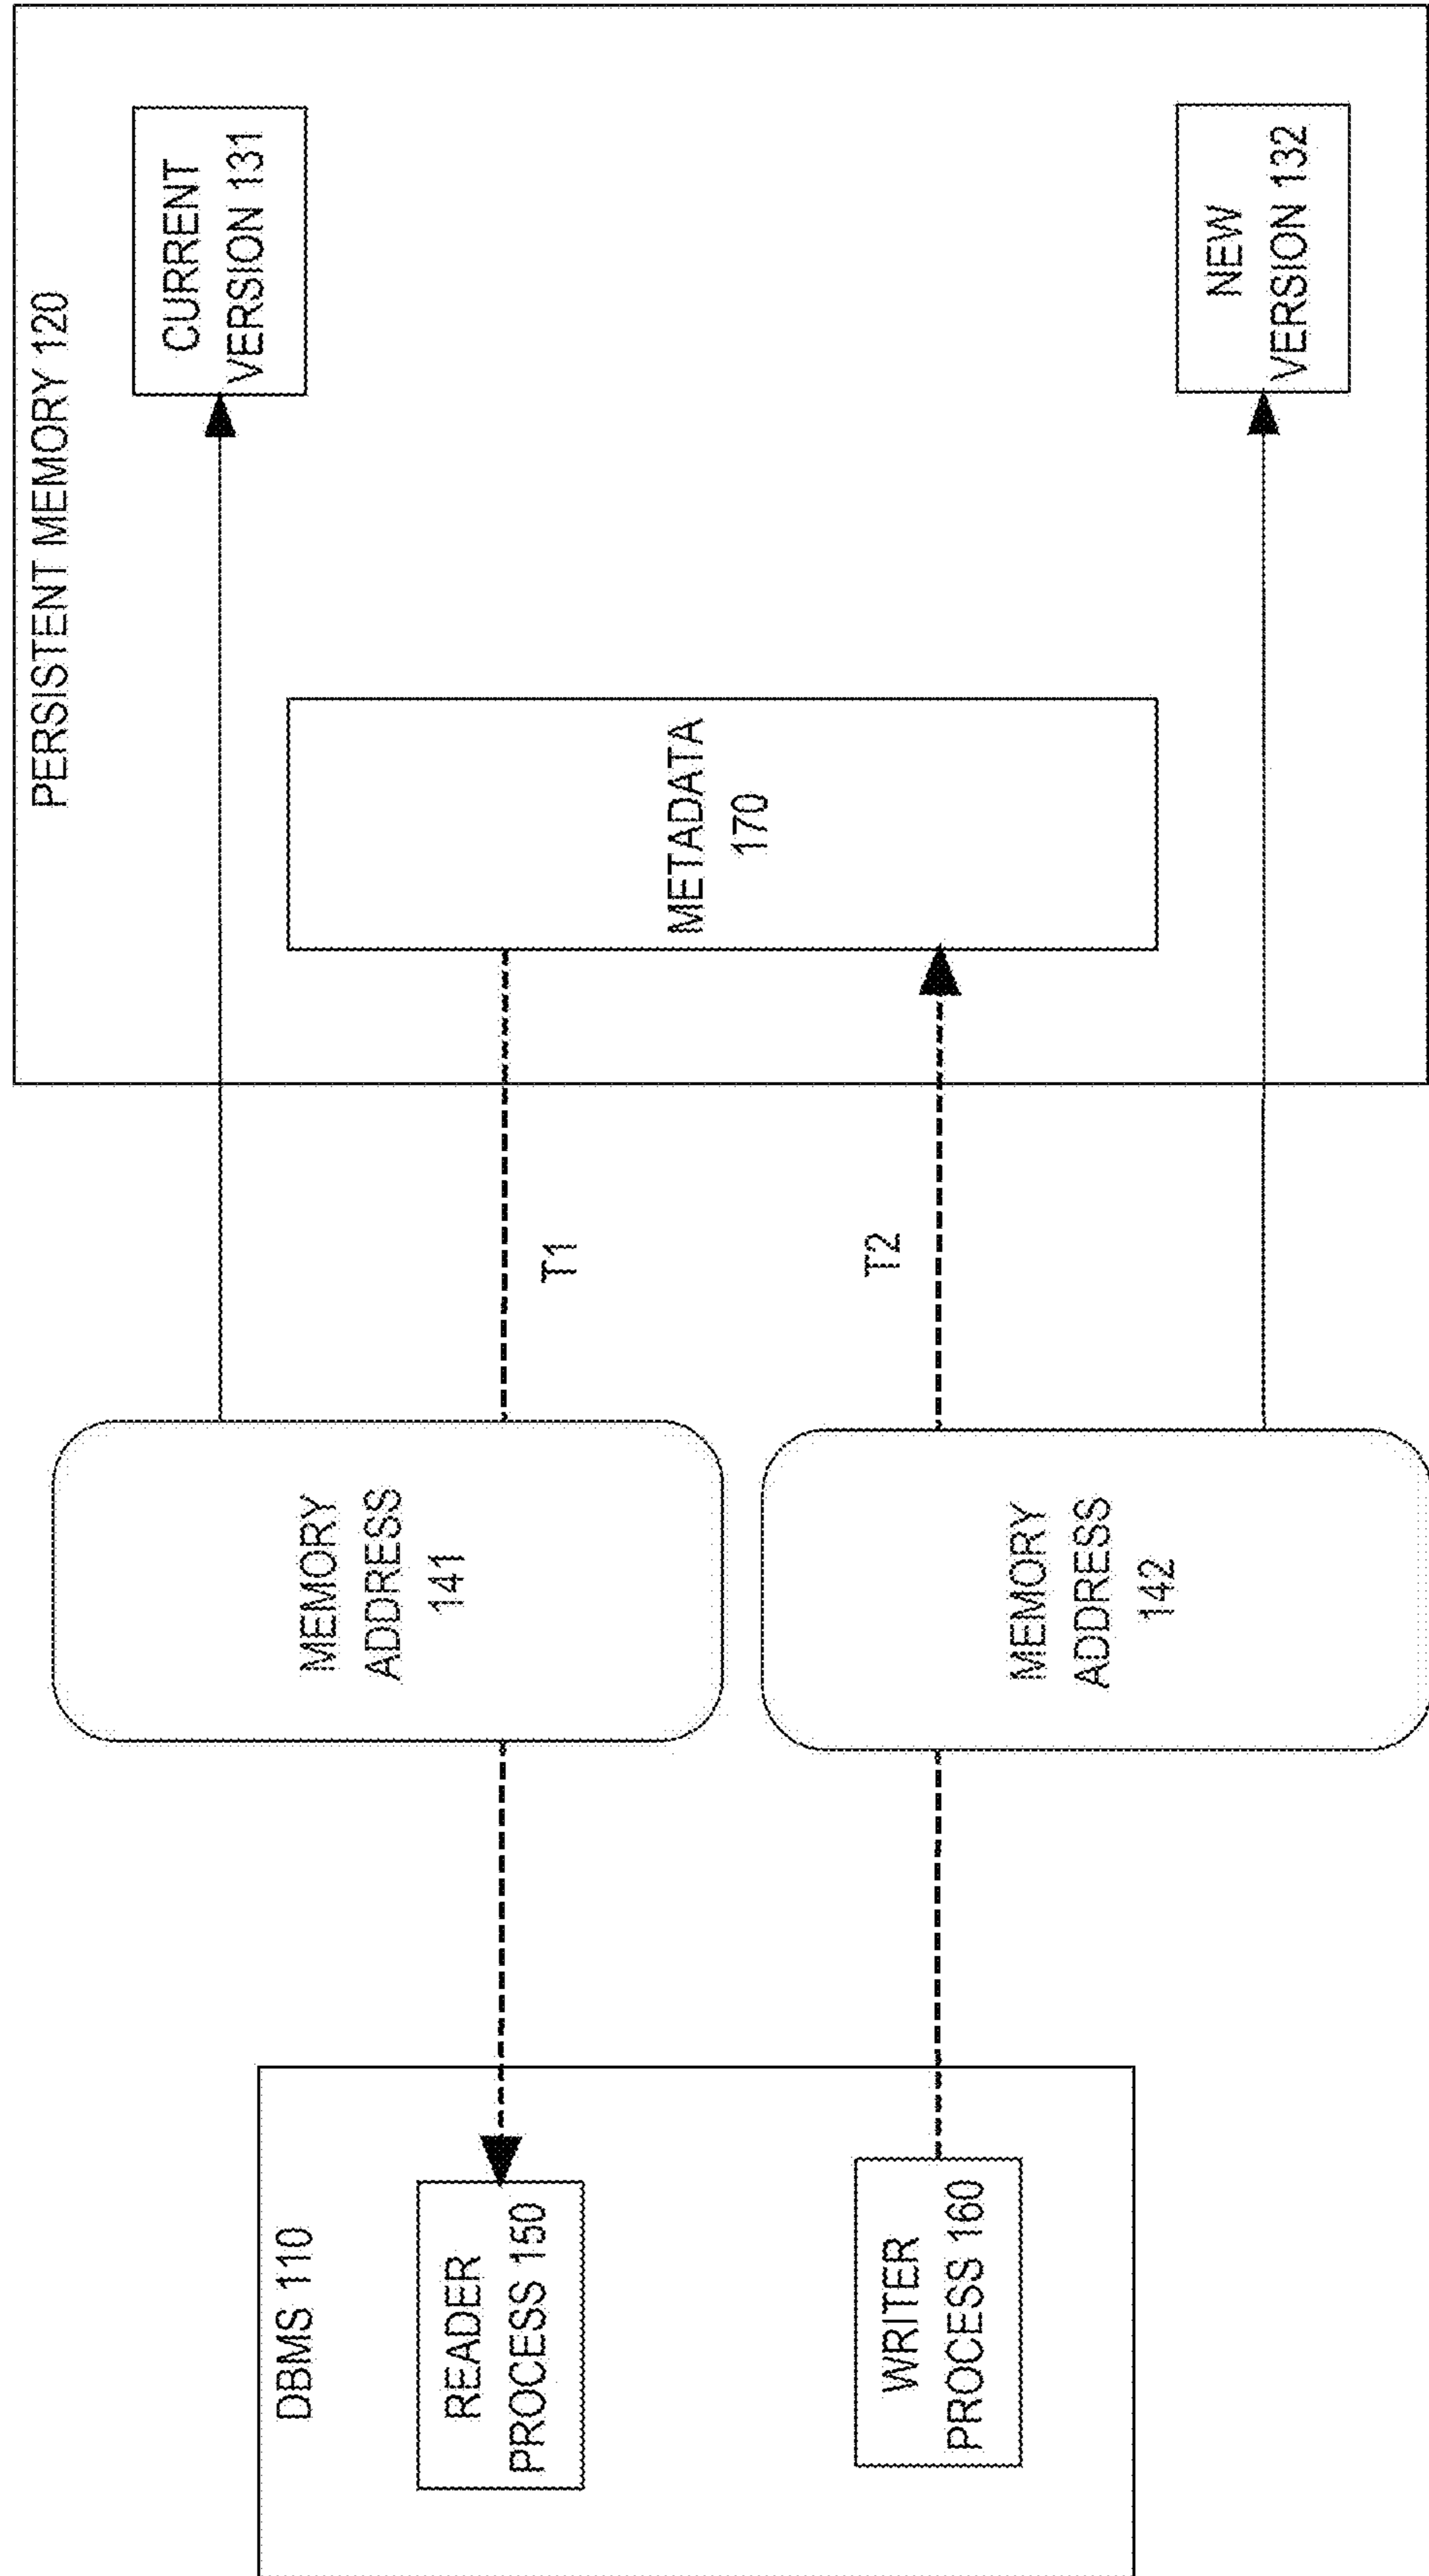 DBMS 110
READER
PROCESS 150
WRITER
PROCESS 160
MEMORY
ADDRESS
141
MEMORY
ADDRESS
142
T1
T2
PERSISTENT MEMORY 120
METADATA
170
CURRENT
VERSION 131
NEW
VERSION 132